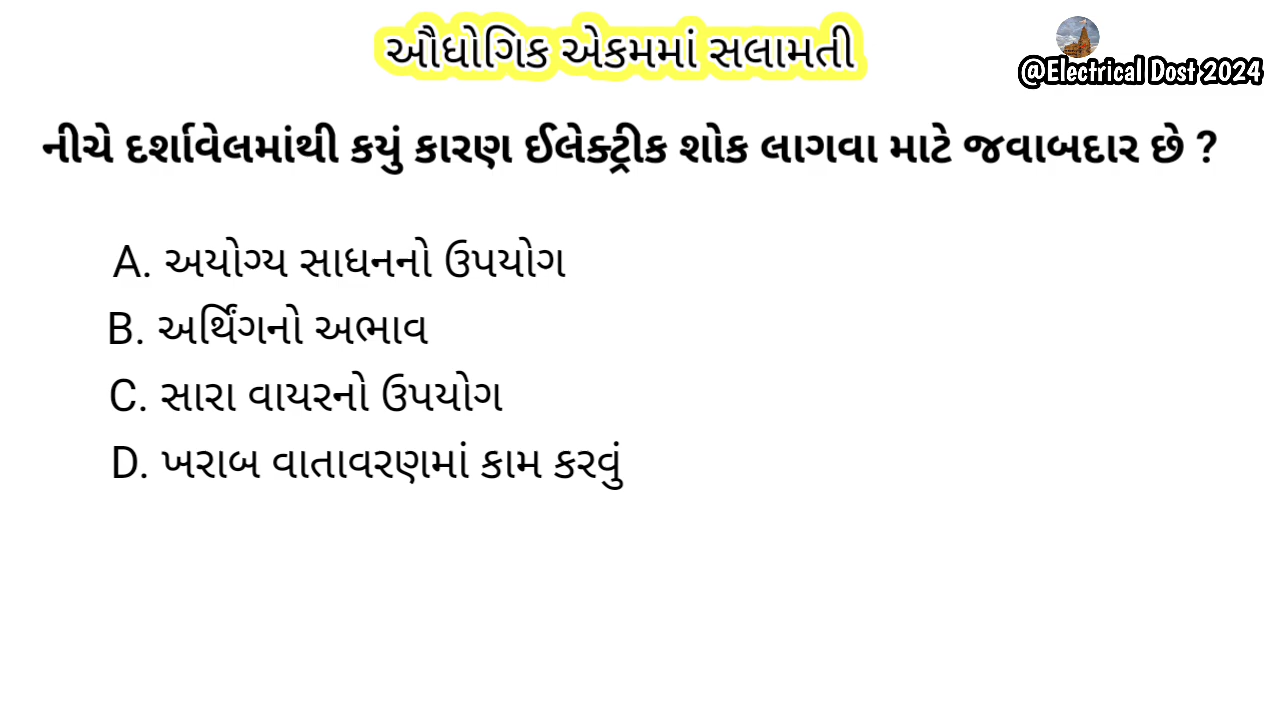 ઔધોગિક એકમમાં સલામતી
@Electrical Dost 2024
નીચે દર્શાવેલમાંથી કયું કારણ ઈલેક્ટ્રીક શોક લાગવા માટે જવાબદાર છે ?
A. અયોગ્ય સાધનનો ઉપયોગ
B. અર્થિંગનો અભાવ
C. સારા વાયરનો ઉપયોગ
D. ખરાબ વાતાવરણમાં કામ કરવું